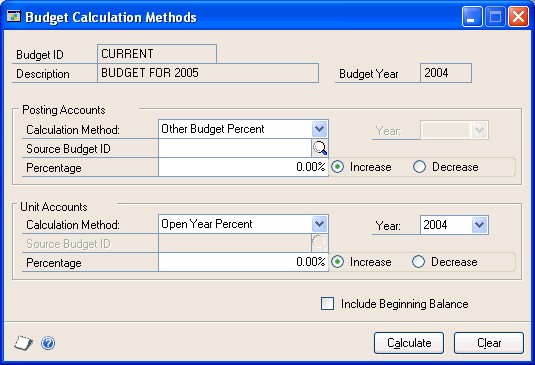 Budget Calculation Methods
Budget ID CURRENT
Description BUDGET FOR 2005 Budget Year 2004
Posting Accounts
Calculation Method: Other Budget Percent Year:
Source Budget ID
Percentage 0.00% Increase Decrease
Unit Accounts
Calculation Method: Open Year Percent Year: 2004
Source Budget ID
Percentage 0.00% Increase Decrease
Include Beginning Balance
Calculate Clear